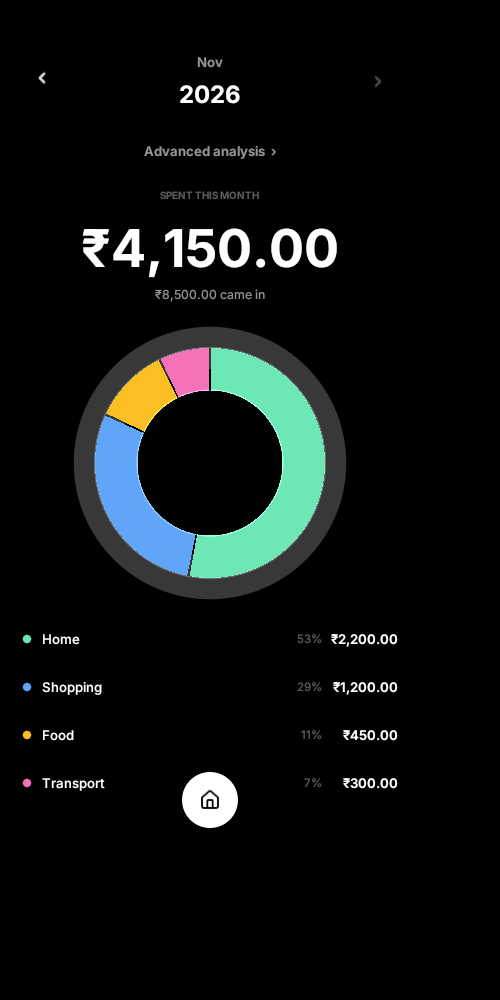 Nov
2026
Advanced analysis ›
SPENT THIS MONTH
₹4,150.00
₹8,500.00 came in
Home 53% ₹2,200.00
Shopping 29% ₹1,200.00
Food 11% ₹450.00
Transport 7% ₹300.00